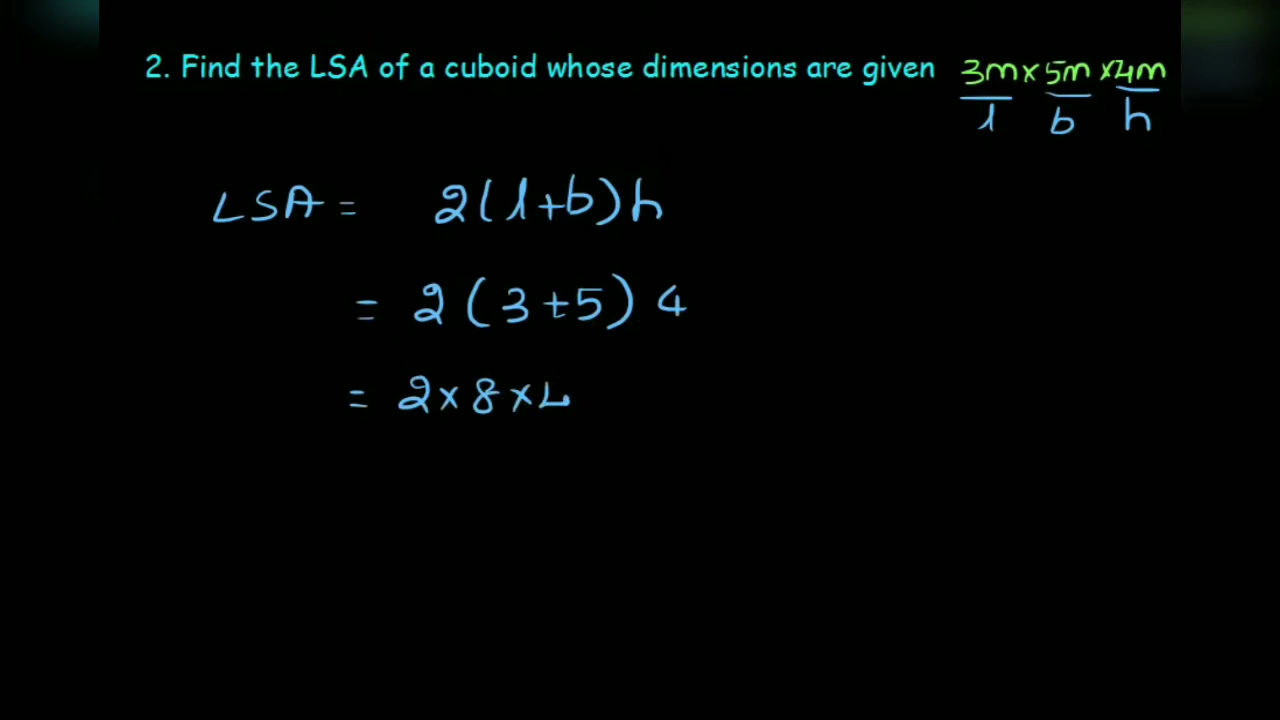 2. Find the LSA of a cuboid whose dimensions are given 3m x 5m x 4m
l b h
LSA = 2(l+b)h
= 2(3+5)4
= 2x8x4